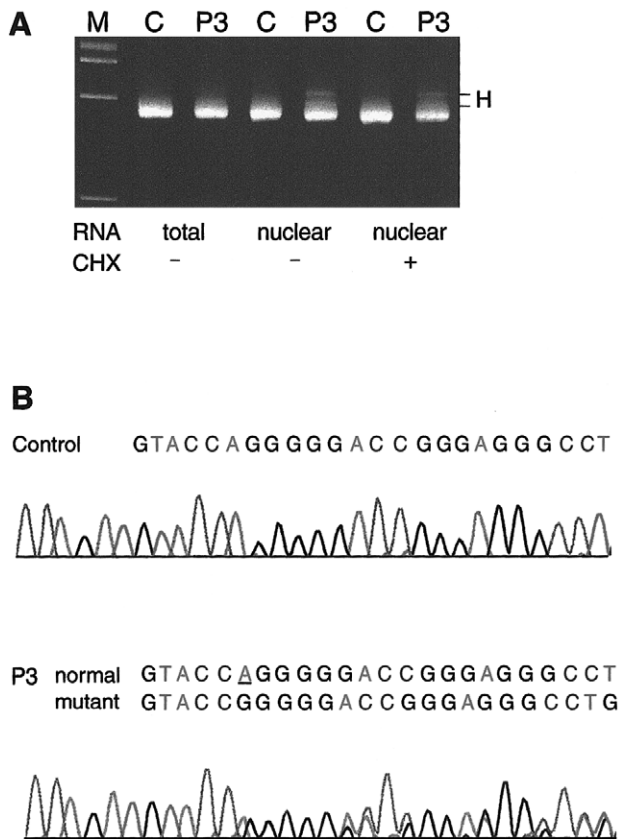 A
M C P3 C P3 C P3
H
RNA total nuclear nuclear
CHX – – +
B
Control GTACCAGGGGGACCGGGAGGGCCT
P3 normal GTACCAGGGGGACCGGGAGGGCCT
mutant GTACCGGGGGACCGGGAGGGCCTG